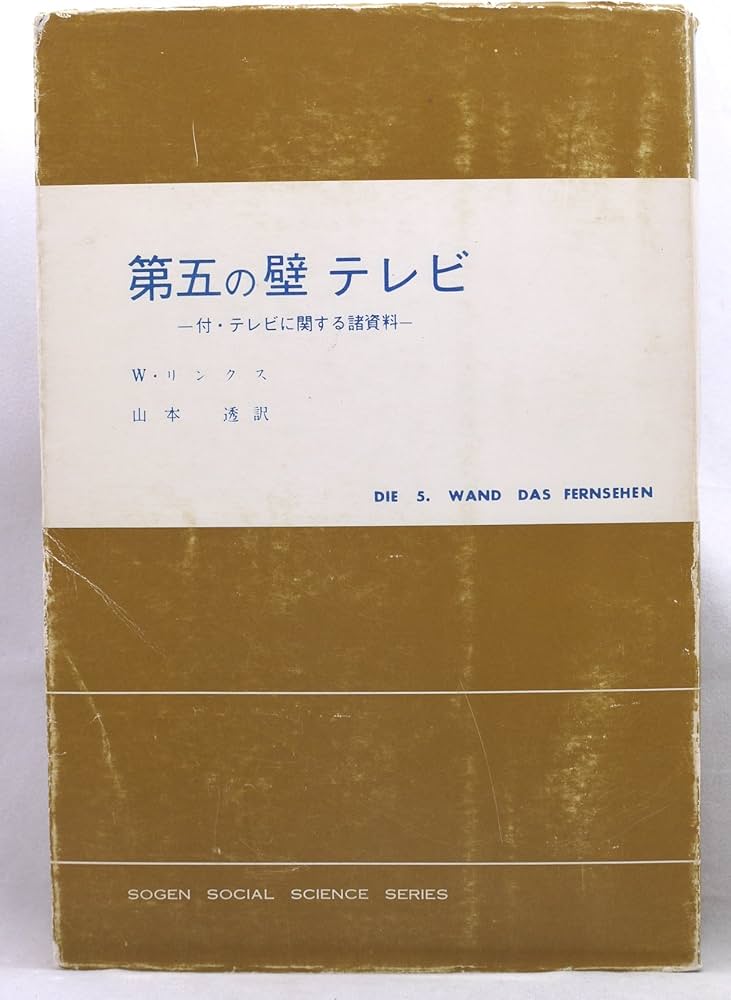 第五の壁 テレビ
—付・テレビに関する諸資料—
W・リンクス
山本 透訳
DIE 5. WAND DAS FERNSEHEN
SOGEN SOCIAL SCIENCE SERIES